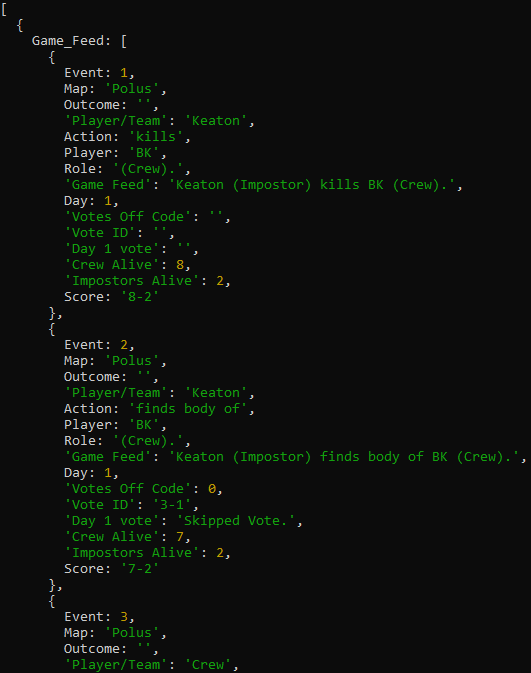 [
  {
    Game_Feed: [
      {
        Event: 1,
        Map: 'Polus',
        Outcome: '',
        'Player/Team': 'Keaton',
        Action: 'kills',
        Player: 'BK',
        Role: '(Crew).',
        'Game Feed': 'Keaton (Impostor) kills BK (Crew).',
        Day: 1,
        'Votes Off Code': '',
        'Vote ID': '',
        'Day 1 vote': '',
        'Crew Alive': 8,
        'Impostors Alive': 2,
        Score: '8-2'
      },
      {
        Event: 2,
        Map: 'Polus',
        Outcome: '',
        'Player/Team': 'Keaton',
        Action: 'finds body of',
        Player: 'BK',
        Role: '(Crew).',
        'Game Feed': 'Keaton (Impostor) finds body of BK (Crew).',
        Day: 1,
        'Votes Off Code': 0,
        'Vote ID': '3-1',
        'Day 1 vote': 'Skipped Vote.',
        'Crew Alive': 7,
        'Impostors Alive': 2,
        Score: '7-2'
      },
      {
        Event: 3,
        Map: 'Polus',
        Outcome: '',
        'Player/Team': 'Crew',